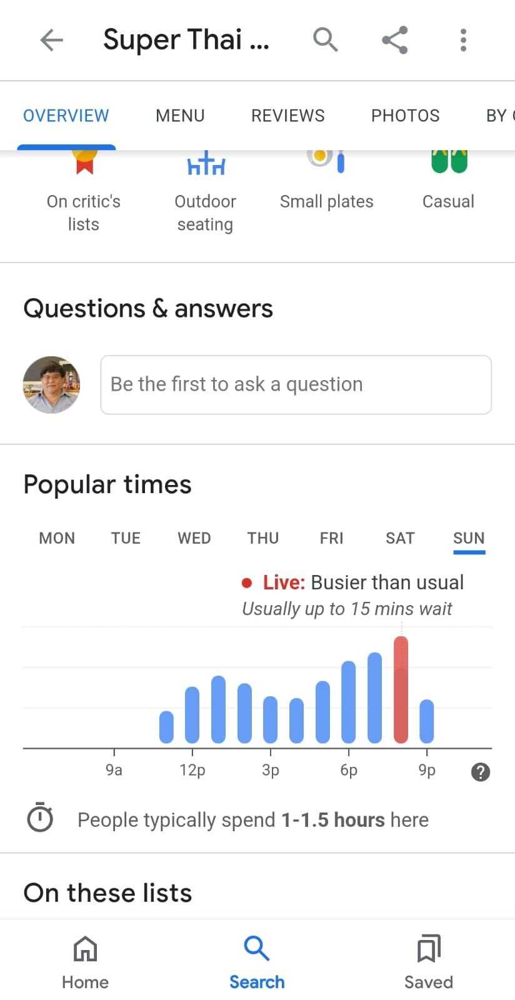 Super Thai ...
OVERVIEW
MENU
REVIEWS
PHOTOS
BY
On critic's
lists
Outdoor
seating
Small plates
Casual
Questions & answers
Be the first to ask a question
Popular times
MON TUE WED THU FRI SAT SUN
Live: Busier than usual
Usually up to 15 mins wait
9a 12p 3p 6p 9p ?
People typically spend 1-1.5 hours here
On these lists
Home
Search
Saved